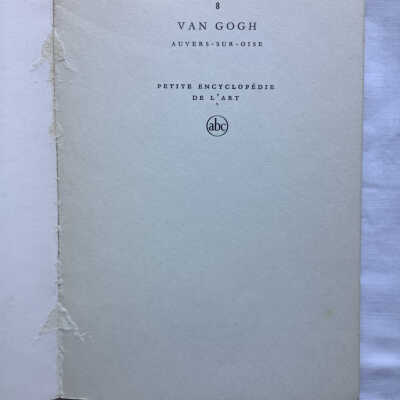 8
VAN GOGH
AUVERS-SUR-OISE
PETITE ENCYCLOPÉDIE
DE L'ART
abc